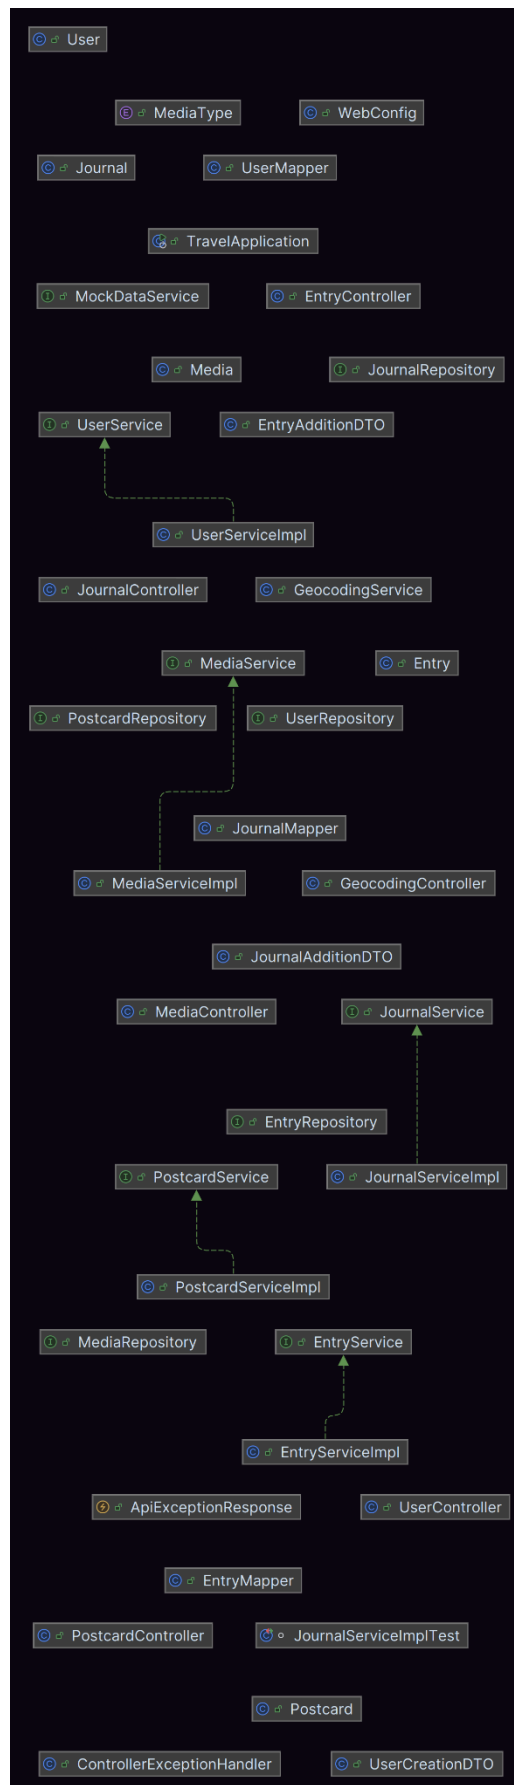 User
MediaType
WebConfig
Journal
UserMapper
TravelApplication
MockDataService
EntryController
Media
JournalRepository
UserService
EntryAdditionDTO
UserServiceImpl
JournalController
GeocodingService
MediaService
Entry
PostcardRepository
UserRepository
JournalMapper
MediaServiceImpl
GeocodingController
JournalAdditionDTO
MediaController
JournalService
EntryRepository
PostcardService
JournalServiceImpl
PostcardServiceImpl
MediaRepository
EntryService
EntryServiceImpl
ApiExceptionResponse
UserController
EntryMapper
PostcardController
JournalServiceImplTest
Postcard
ControllerExceptionHandler
UserCreationDTO